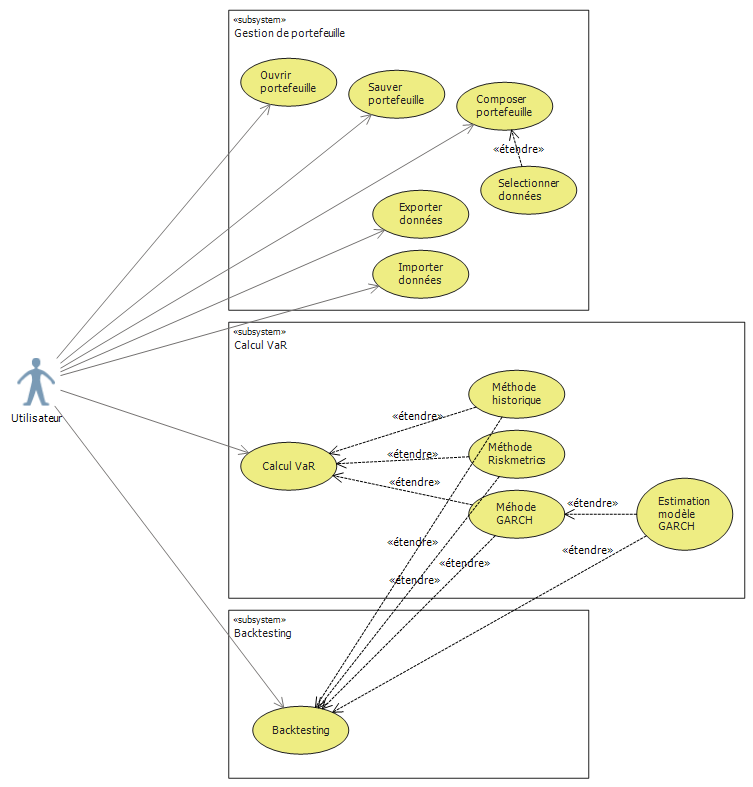 «subsystem»
Gestion de portefeuille
Ouvrir
portefeuille
Sauver
portefeuille
Composer
portefeuille
«étendre»
Selectionner
données
Exporter
données
Importer
données
«subsystem»
Calcul VaR
Utilisateur
Méthode
historique
«étendre»
Calcul VaR
«étendre»
Méthode
Riskmetrics
«étendre»
Méhode
GARCH
«étendre»
Estimation
modèle
GARCH
«étendre»
«étendre»
«étendre»
«étendre»
«subsystem»
Backtesting
Backtesting